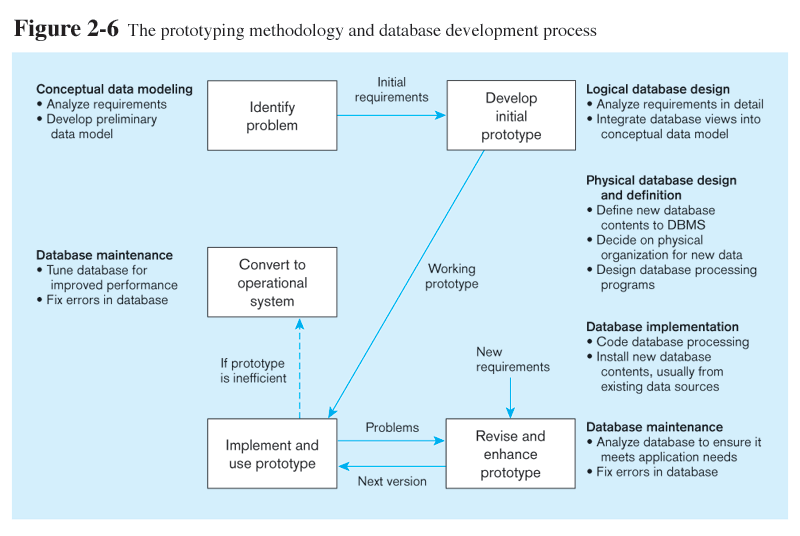 Figure 2-6 The prototyping methodology and database development process
Conceptual data modeling
• Analyze requirements
• Develop preliminary
data model
Identify
problem
Initial
requirements
Develop
initial
prototype
Logical database design
• Analyze requirements in detail
• Integrate database views into
conceptual data model
Physical database design
and definition
• Define new database
contents to DBMS
• Decide on physical
organization for new data
• Design database processing
programs
Database maintenance
• Tune database for
improved performance
• Fix errors in database
Convert to
operational
system
Working
prototype
Database implementation
• Code database processing
• Install new database
contents, usually from
existing data sources
If prototype
is inefficient
New
requirements
Implement and
use prototype
Problems
Next version
Revise and
enhance
prototype
Database maintenance
• Analyze database to ensure it
meets application needs
• Fix errors in database